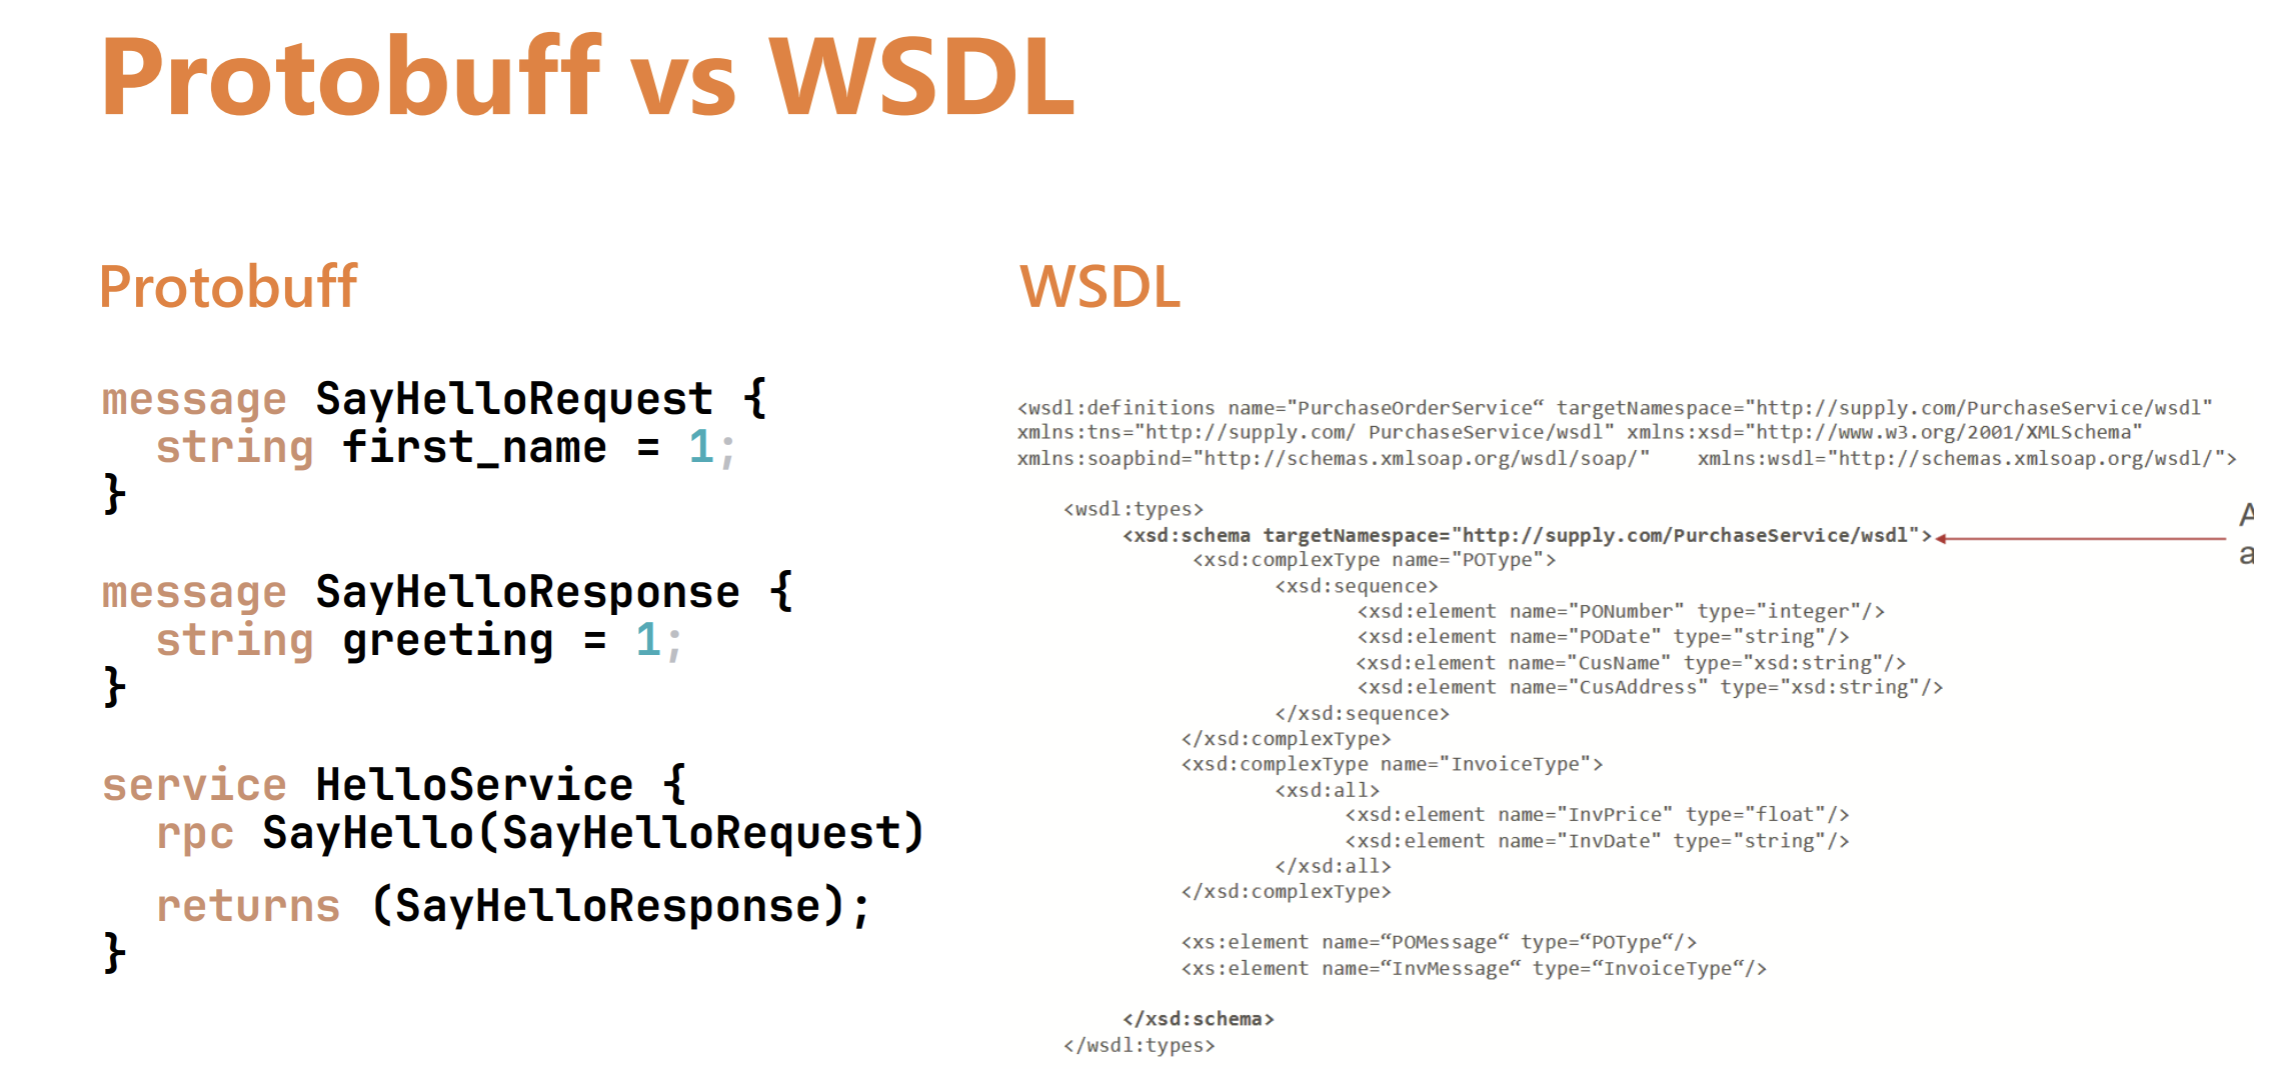 Protobuff vs WSDL
Protobuff
message SayHelloRequest {
  string first_name = 1;
}
message SayHelloResponse {
  string greeting = 1;
}
service HelloService {
  rpc SayHello(SayHelloRequest)
  returns (SayHelloResponse);
}
WSDL
<wsdl:definitions name="PurchaseOrderService“ targetNamespace="http://supply.com/PurchaseService/wsdl"
xmlns:tns="http://supply.com/ PurchaseService/wsdl" xmlns:xsd="http://www.w3.org/2001/XMLSchema"
xmlns:soapbind="http://schemas.xmlsoap.org/wsdl/soap/"    xmlns:wsdl="http://schemas.xmlsoap.org/wsdl/">
<wsdl:types>
<xsd:schema targetNamespace="http://supply.com/PurchaseService/wsdl">
<xsd:complexType name="POType">
<xsd:sequence>
<xsd:element name="PONumber" type="integer"/>
<xsd:element name="PODate" type="string"/>
<xsd:element name="CusName" type="xsd:string"/>
<xsd:element name="CusAddress" type="xsd:string"/>
</xsd:sequence>
</xsd:complexType>
<xsd:complexType name="InvoiceType">
<xsd:all>
<xsd:element name="InvPrice" type="float"/>
<xsd:element name="InvDate" type="string"/>
</xsd:all>
</xsd:complexType>
<xs:element name=“POMessage“ type=“POType“/>
<xs:element name=“InvMessage“ type=“InvoiceType“/>
</xsd:schema>
</wsdl:types>